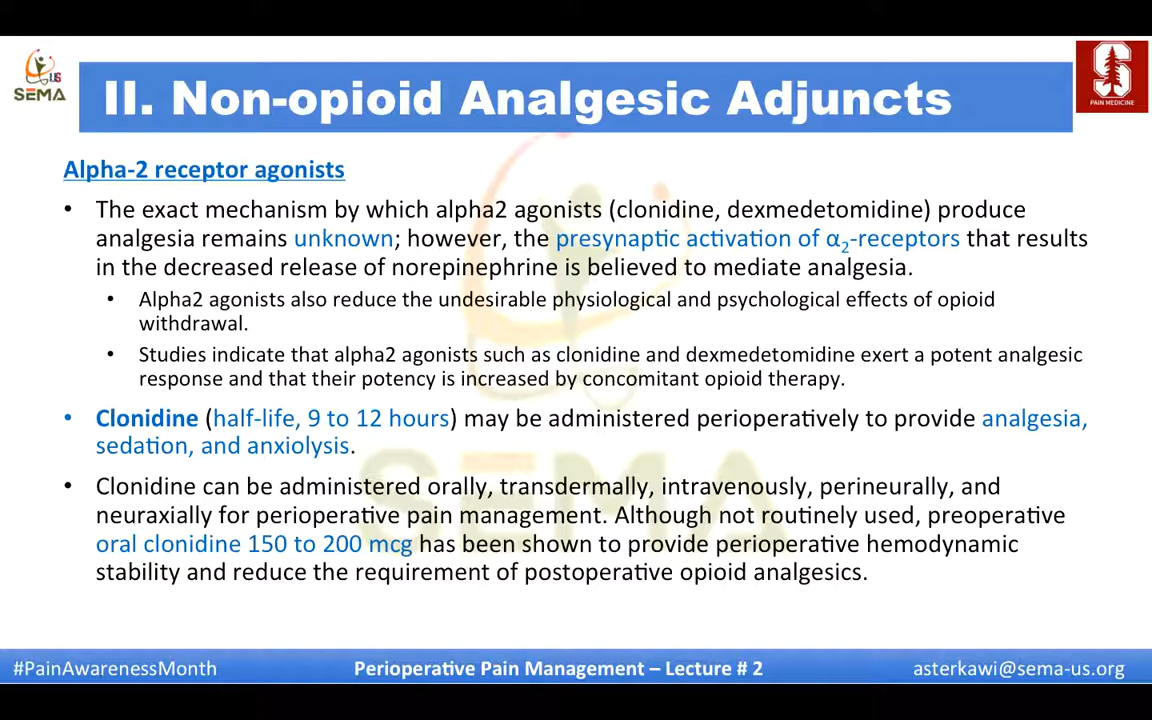 US
SEMA
II. Non-opioid Analgesic Adjuncts
S
PAIN MEDICINE
Alpha-2 receptor agonists
• The exact mechanism by which alpha2 agonists (clonidine, dexmedetomidine) produce
analgesia remains unknown; however, the presynaptic activation of α₂-receptors that results
in the decreased release of norepinephrine is believed to mediate analgesia.
• Alpha2 agonists also reduce the undesirable physiological and psychological effects of opioid
withdrawal.
• Studies indicate that alpha2 agonists such as clonidine and dexmedetomidine exert a potent analgesic
response and that their potency is increased by concomitant opioid therapy.
• Clonidine (half-life, 9 to 12 hours) may be administered perioperatively to provide analgesia,
sedation, and anxiolysis.
• Clonidine can be administered orally, transdermally, intravenously, perineurally, and
neuraxially for perioperative pain management. Although not routinely used, preoperative
oral clonidine 150 to 200 mcg has been shown to provide perioperative hemodynamic
stability and reduce the requirement of postoperative opioid analgesics.
SEMA
#PainAwarenessMonth
Perioperative Pain Management – Lecture # 2
asterkawi@sema-us.org